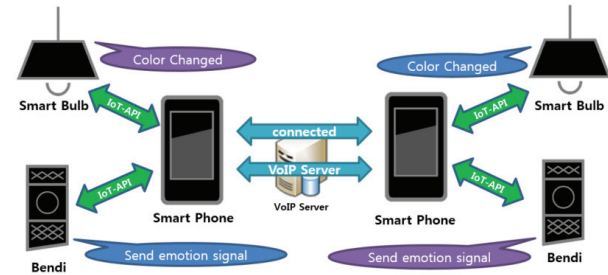 Color Changed
Color Changed
Smart Bulb
Smart Bulb
IoT-API
IoT-API
connected
VoIP Server
IoT-API
IoT-API
VoIP Server
Smart Phone
Smart Phone
Bendi
Bendi
Send emotion signal
Send emotion signal